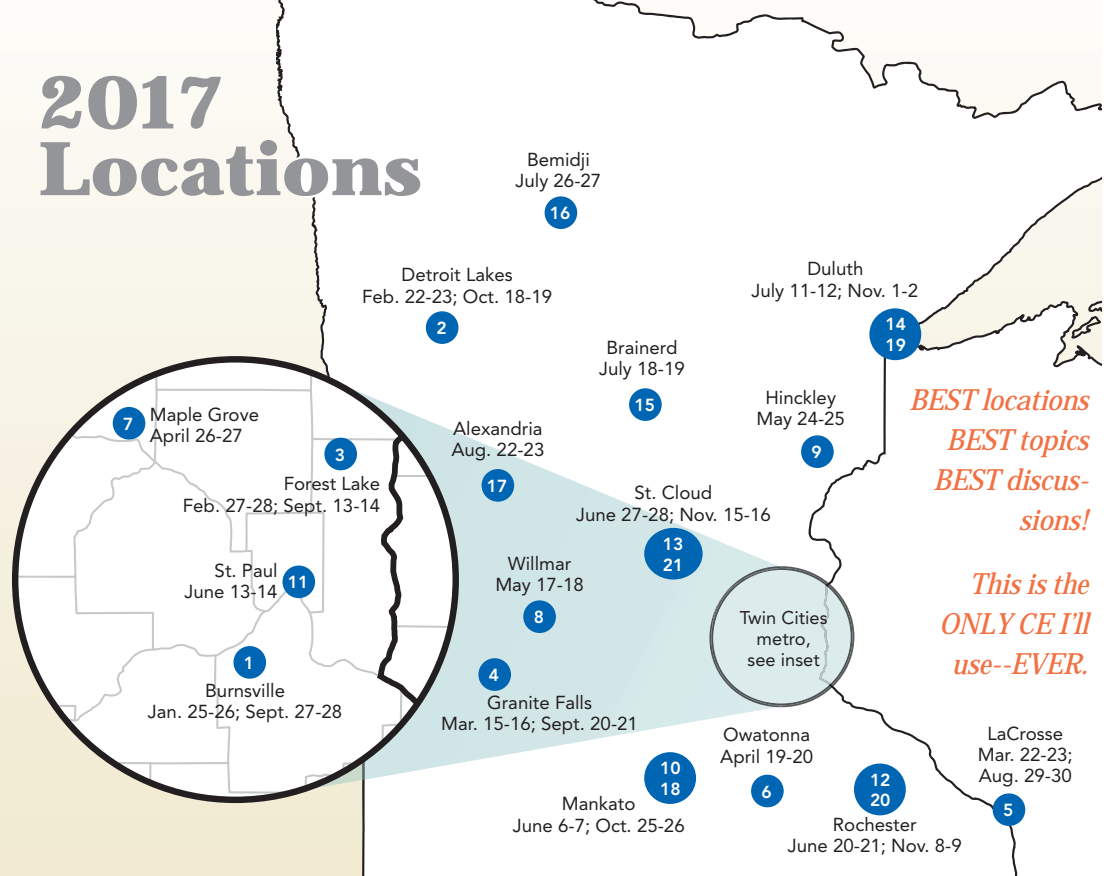 2017
Locations
Bemidji
July 26-27
16
Detroit Lakes
Feb. 22-23; Oct. 18-19
2
Duluth
July 11-12; Nov. 1-2
14
19
Brainerd
July 18-19
15
Hinckley
May 24-25
9
BEST locations
BEST topics
BEST discus-
sions!
This is the
ONLY CE I'll
use--EVER.
7
Maple Grove
April 26-27
3
Forest Lake
Feb. 27-28; Sept. 13-14
St. Paul
June 13-14
11
1
Burnsville
Jan. 25-26; Sept. 27-28
Alexandria
Aug. 22-23
17
St. Cloud
June 27-28; Nov. 15-16
13
21
Willmar
May 17-18
8
Twin Cities
metro,
see inset
4
Granite Falls
Mar. 15-16; Sept. 20-21
10
18
Mankato
June 6-7; Oct. 25-26
Owatonna
April 19-20
6
12
20
Rochester
June 20-21; Nov. 8-9
LaCrosse
Mar. 22-23;
Aug. 29-30
5